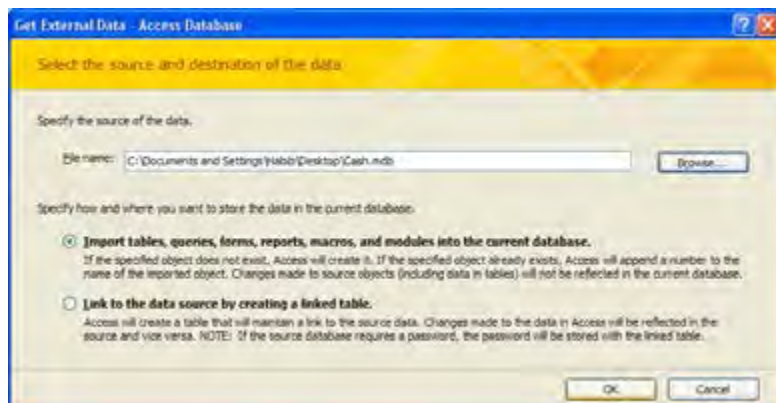 Get External Data - Access Database
Select the source and destination of the data
Specify the source of the data.
File name: C:\Documents and Settings\Habib\Desktop\Cash.mdb Browse...
Specify how and where you want to store the data in the current database.
Import tables, queries, forms, reports, macros, and modules into the current database.
If the specified object does not exist, Access will create it. If the specified object already exists, Access will append a number to the
name of the imported object. Changes made to source objects (including data in tables) will not be reflected in the current database.
Link to the data source by creating a linked table.
Access will create a table that will maintain a link to the source data. Changes made to the data in Access will be reflected in the
source and vice versa. NOTE: If the source database requires a password, the password will be stored with the linked table.
OK Cancel